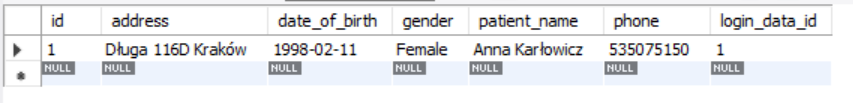 id address date_of_birth gender patient_name phone login_data_id
1 Długa 116D Kraków 1998-02-11 Female Anna Karłowicz 535075150 1
NULL NULL NULL NULL NULL NULL NULL